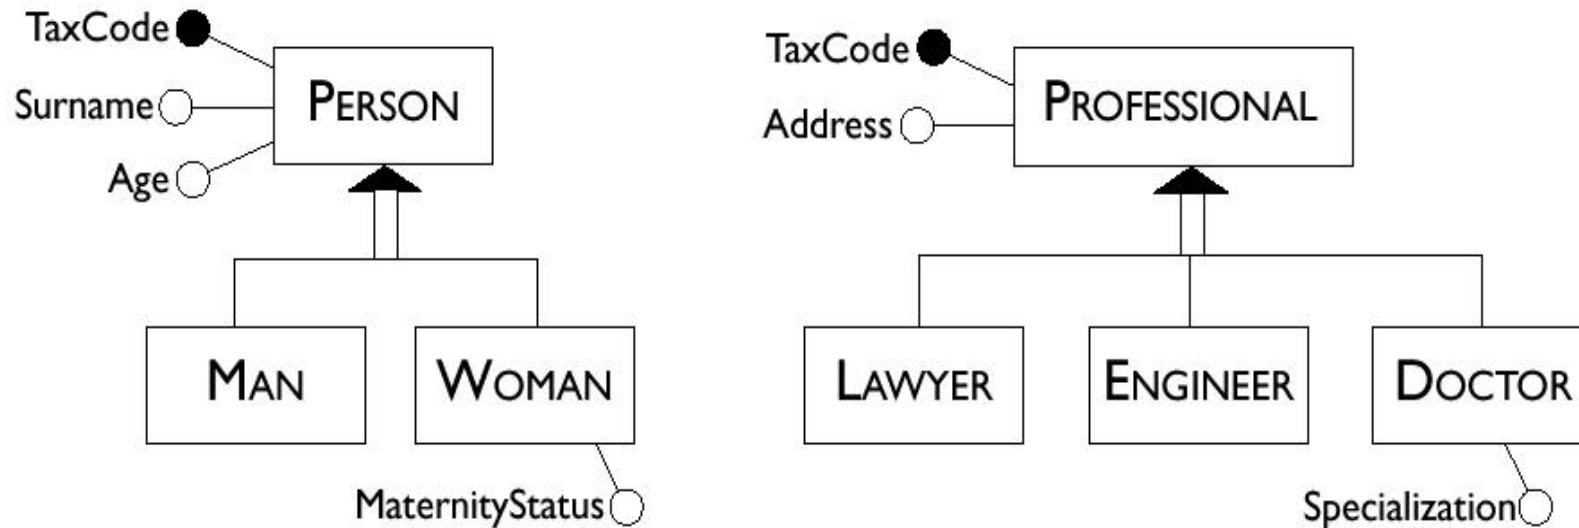 TaxCode
Surname
Age
PERSON
MAN
WOMAN
MaternityStatus
TaxCode
Address
PROFESSIONAL
LAWYER
ENGINEER
DOCTOR
Specialization